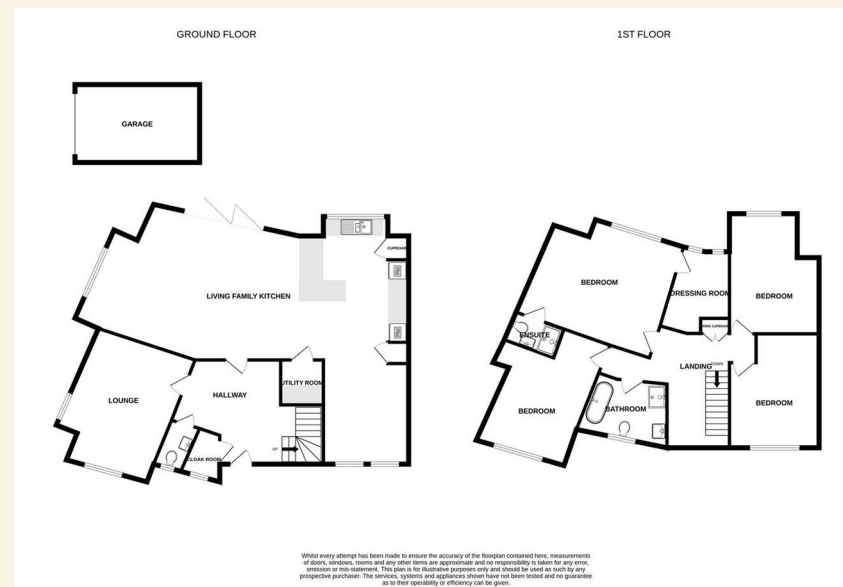 GROUND FLOOR
1ST FLOOR
GARAGE
CUPBOARD
LIVING FAMILY KITCHEN
UTILITY ROOM
LOUNGE
HALLWAY
UP
CLOAK ROOM
BEDROOM
DRESSING ROOM
BEDROOM
CUPBOARD
ENSUITE
LANDING
DOWN
BEDROOM
BATHROOM
BEDROOM
Whilst every attempt has been made to ensure the accuracy of the floorplan contained here, measurements
of doors, windows, rooms and any other items are approximate and no responsibility is taken for any error,
omission or mis-statement. This plan is for illustrative purposes only and should be used as such by any
prospective purchaser. The services, systems and appliances shown have not been tested and no guarantee
as to their operability or efficiency can be given.